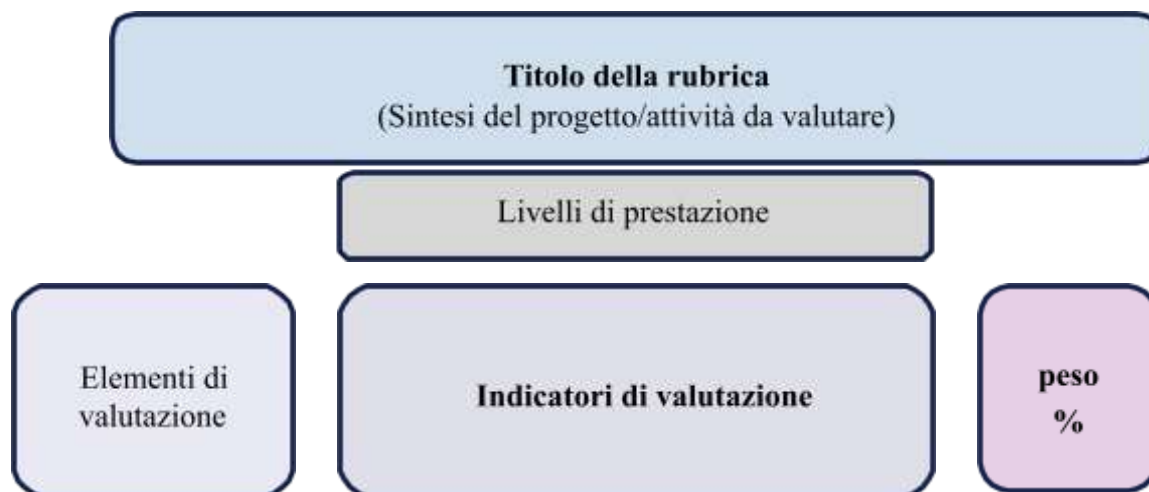 Titolo della rubrica
(Sintesi del progetto/attività da valutare)
Livelli di prestazione
Elementi di
valutazione
Indicatori di valutazione
peso
%